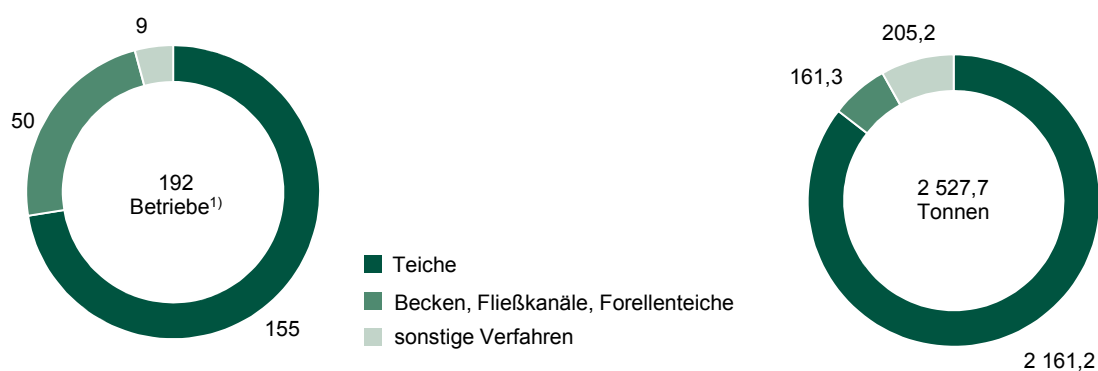 9
50
192
Betriebe1)
155
Teiche
Becken, Fließkanäle, Forellenteiche
sonstige Verfahren
205,2
161,3
2 527,7
Tonnen
2 161,2